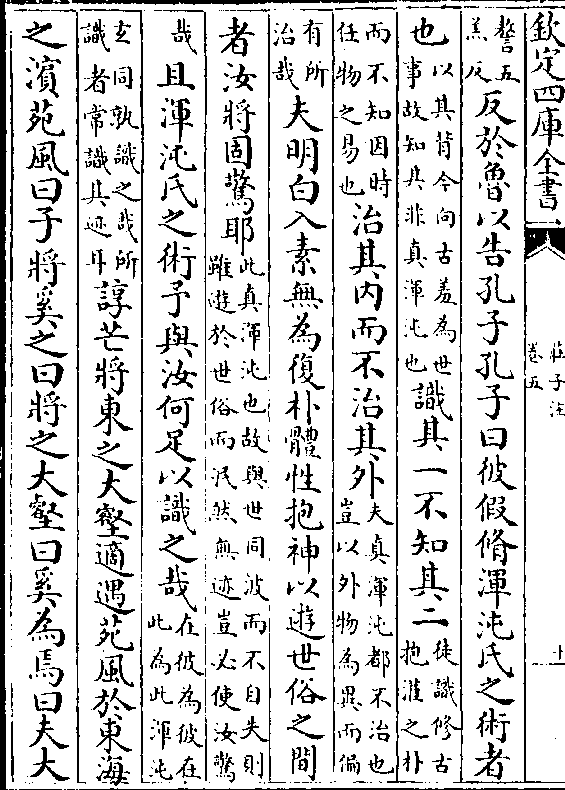 欽定四庫全書
莊子注
卷五
十
謷五羔反反於魯以告孔子孔子曰彼假脩渾沌氏之術者
也以其背今向古羞為世事故知其非真渾沌也識其一不知其二徒識修古抱灌之朴
而不知因時任物之易也治其内而不治其外夫真渾沌都不治也豈以外物為異而偏
有所治哉夫明白入素無為復朴體性抱神以遊世俗之間
者汝將固驚耶此真渾沌也故與世同波而不自失則雖遊於世俗而泯然無迹豈必使汝驚
哉且渾沌氏之術予與汝何足以識之哉在彼為彼在此為此渾沌
玄同孰識之哉所識者常識其迹耳諄芒將東之大壑適遇苑風於東海
之濱苑風曰子將奚之曰將之大壑曰奚為焉曰夫大